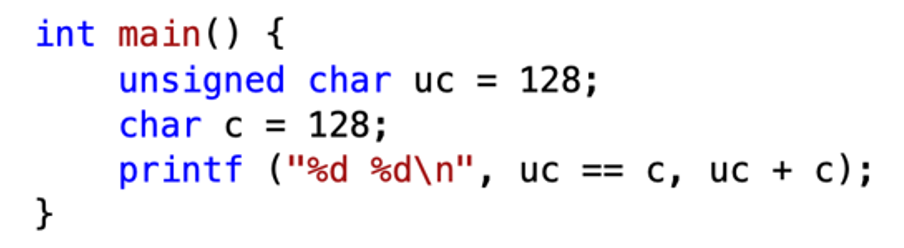 int main() {
    unsigned char uc = 128;
    char c = 128;
    printf ("%d %d\n", uc == c, uc + c);
}